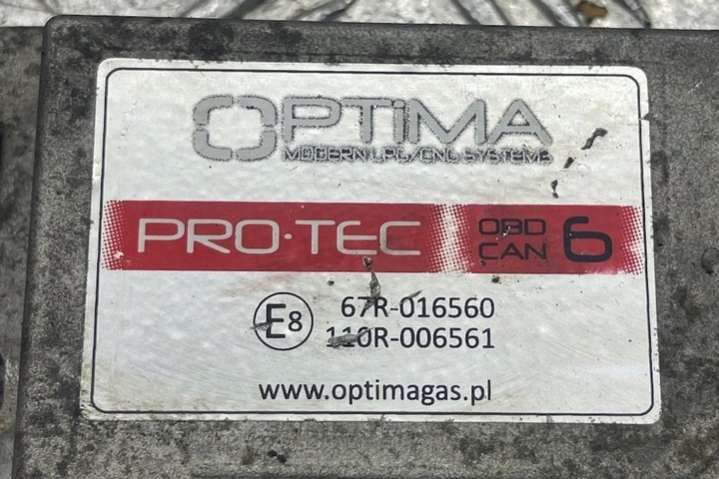 OPTiMA
MODERN LPG/CNG SYSTEMS
PRO·TEC OBD CAN 6
E8 67R-016560
110R-006561
www.optimagas.pl